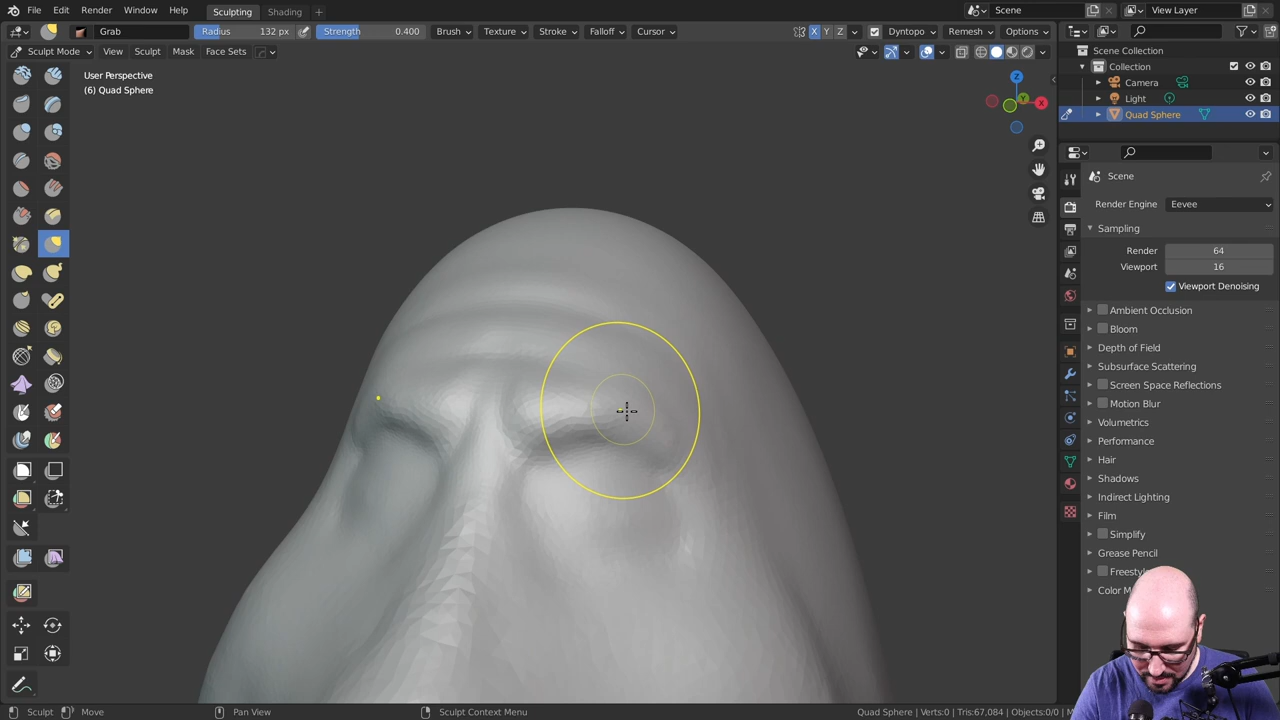 File Edit Render Window Help Sculpting Shading + Scene View Layer
Grab Radius 132 px Strength 0.400 Brush Texture Stroke Falloff Cursor X Y Z Dyntopo Remesh Options
Sculpt Mode View Sculpt Mask Face Sets
User Perspective
(6) Quad Sphere
Z
Y
X
Scene Collection
Collection
Camera
Light
Quad Sphere
Scene
Render Engine Eevee
Sampling
Render 64
Viewport 16
Viewport Denoising
Ambient Occlusion
Bloom
Depth of Field
Subsurface Scattering
Screen Space Reflections
Motion Blur
Volumetrics
Performance
Hair
Shadows
Indirect Lighting
Film
Simplify
Grease Pencil
Sculpt Move Pan View Sculpt Context Menu Quad Sphere | Verts:0 | Tris:67,084 | Objects:0/0